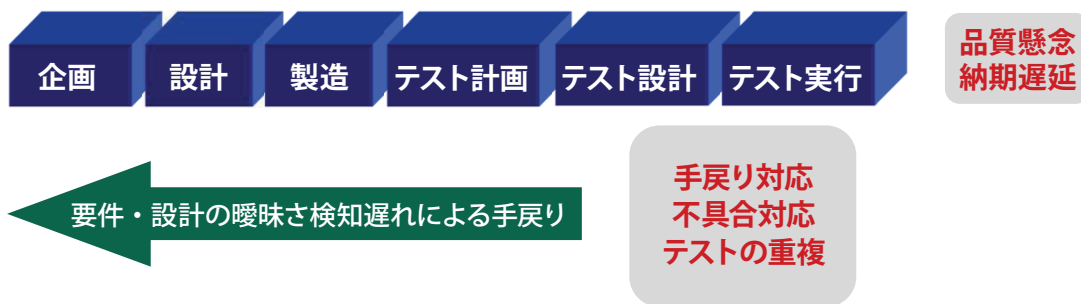 企画
設計
製造
テスト計画
テスト設計
テスト実行
品質懸念
納期遅延
要件・設計の曖昧さ検知遅れによる手戻り
手戻り対応
不具合対応
テストの重複